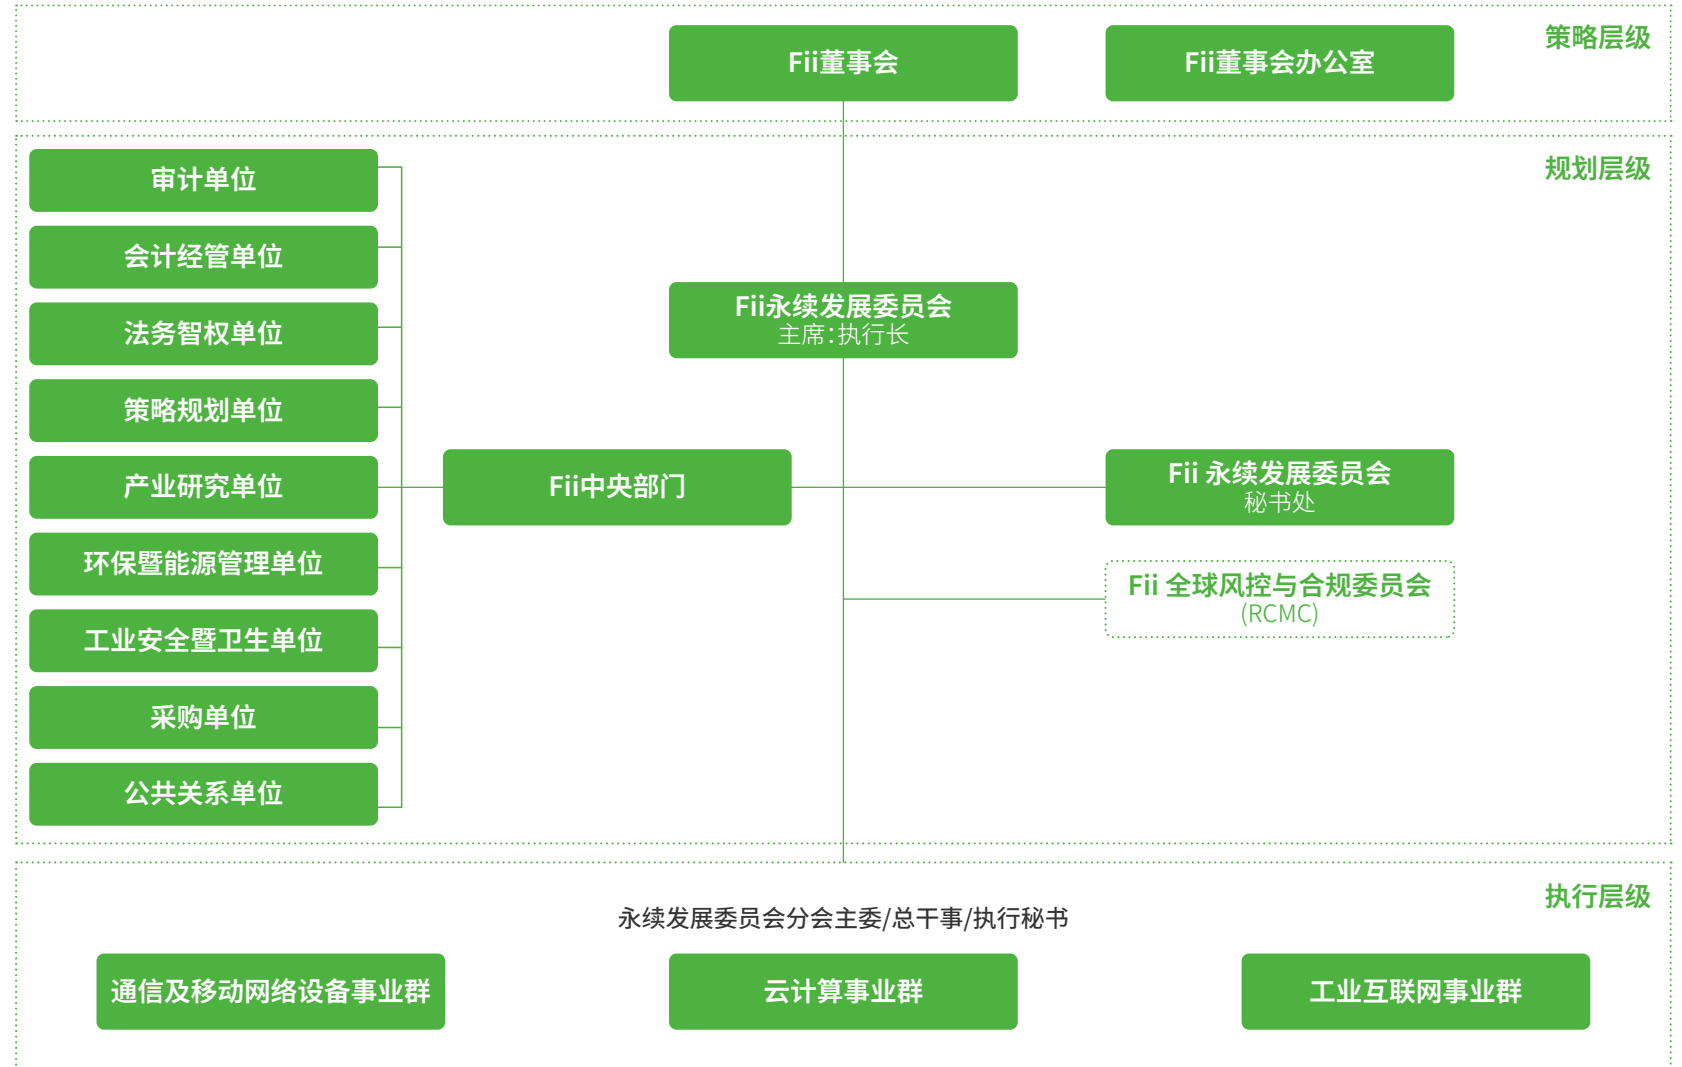 策略层级
Fii董事会
Fii董事会办公室
规划层级
审计单位
会计经管单位
法务智权单位
策略规划单位
产业研究单位
环保暨能源管理单位
工业安全暨卫生单位
采购单位
公共关系单位
Fii永续发展委员会
主席：执行长
Fii中央部门
Fii 永续发展委员会
秘书处
Fii 全球风控与合规委员会
(RCMC)
执行层级
永续发展委员会分会主委/总干事/执行秘书
通信及移动网络设备事业群
云计算事业群
工业互联网事业群